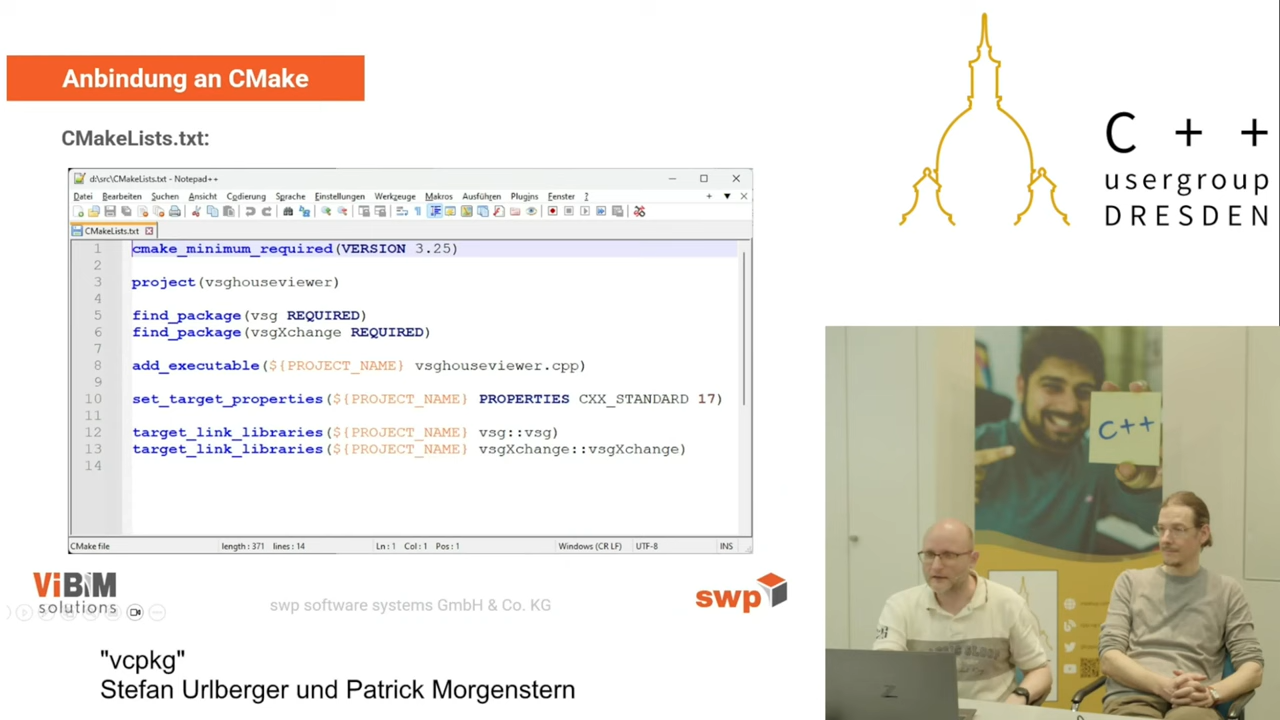 Anbindung an CMake
CMakeLists.txt:
d:\src\CMakeLists.txt - Notepad++
Datei Bearbeiten Suchen Ansicht Codierung Sprache Einstellungen Werkzeuge Makros Ausführen Plugins Fenster ?
CMakeLists.txt
1 cmake_minimum_required(VERSION 3.25)
2
3 project(vsghouseviewer)
4
5 find_package(vsg REQUIRED)
6 find_package(vsgXchange REQUIRED)
7
8 add_executable(${PROJECT_NAME} vsghouseviewer.cpp)
9
10 set_target_properties(${PROJECT_NAME} PROPERTIES CXX_STANDARD 17)
11
12 target_link_libraries(${PROJECT_NAME} vsg::vsg)
13 target_link_libraries(${PROJECT_NAME} vsgXchange::vsgXchange)
14
CMake file length : 371 lines : 14 Ln : 1 Col : 1 Pos : 1 Windows (CR LF) UTF-8 INS
ViBiM
solutions
swp software systems GmbH & Co. KG
swp
"vcpkg"
Stefan Urlberger und Patrick Morgenstern
C + +
usergroup
DRESDEN
C++